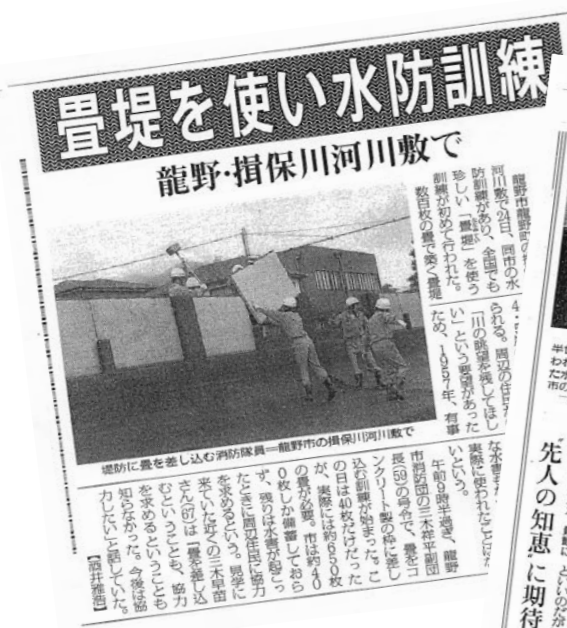 畳堤を使い水防訓練
龍野・揖保川河川敷で
龍野市龍野町の揖
河川敷で24日、同市の水
防訓練があり、全国でも
珍しい「畳堤」を使う
訓練が初めて行われた。
数百枚の畳で築く畳堤
られる。周辺の住民か
「川の眺望を残してほし
い」という要望があった
ため、1957年、有事
堤防に畳を差し込む消防隊員＝龍野市の揖保川河川敷で
な水害も
実際に使われたことはな
いという。
午前9時半過ぎ、龍野
市消防団の三木祥平副団
長(59)の号令で、畳をコ
ンクリート製の枠に差し
込む訓練が始まった。こ
の日は40枚だけだった
が、実際には約650枚
の畳が必要。市は約40
0枚しか備蓄しておら
ず、残りは水害が起こっ
たときに周辺住民に協力
を求めるという。見学に
来ていた近くの三木早苗
さん(67)は「畳を差し込
むということも、協力
を求めるということも
知らなかった。今後は協
力したい」と話していた。
【酒井雅浩】
先人の知恵"に期待